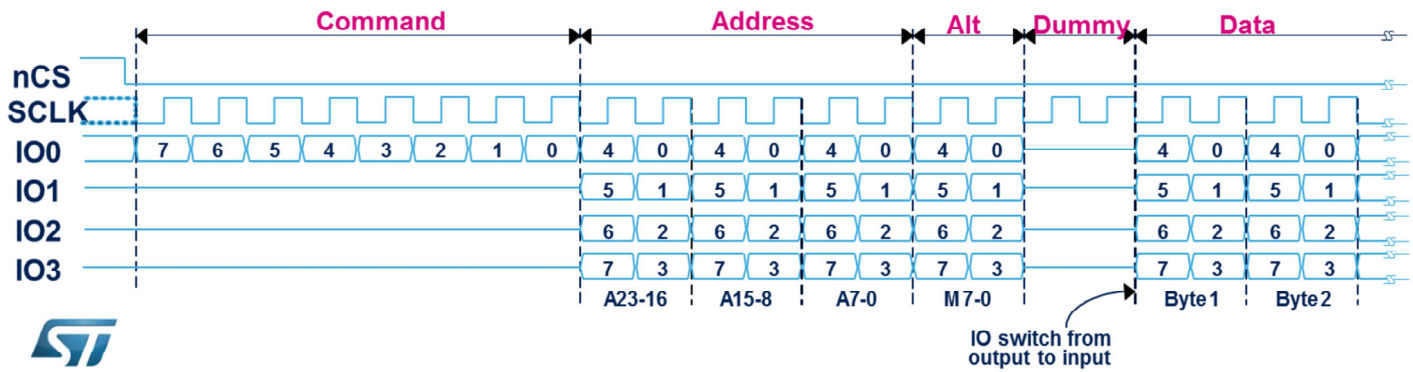 Command Address Alt Dummy Data
nCS
SCLK
IO0 7 6 5 4 3 2 1 0 4 0 4 0 4 0 4 0 4 0 4 0
IO1 5 1 5 1 5 1 5 1 5 1 5 1
IO2 6 2 6 2 6 2 6 2 6 2 6 2
IO3 7 3 7 3 7 3 7 3 7 3 7 3
A23-16 A15-8 A7-0 M7-0 Byte1 Byte2
IO switch from
output to input
ST